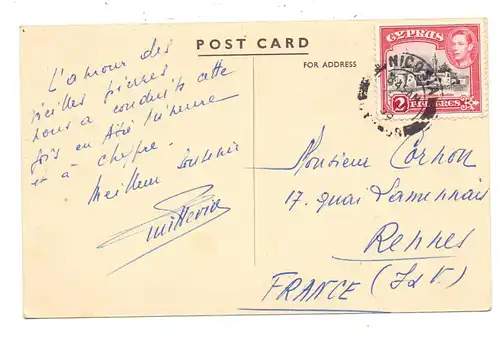 POST CARD
FOR ADDRESS
CYPRUS
2 PIASTRES
NICOSIA
L'amour des
vieilles pierres
nous a conduits cette
fois en Asie Mineure
et à Chypre.
Meilleur souvenir
Monsieur Cornon
17. quai Lamennais
Rennes
FRANCE (I&V.)